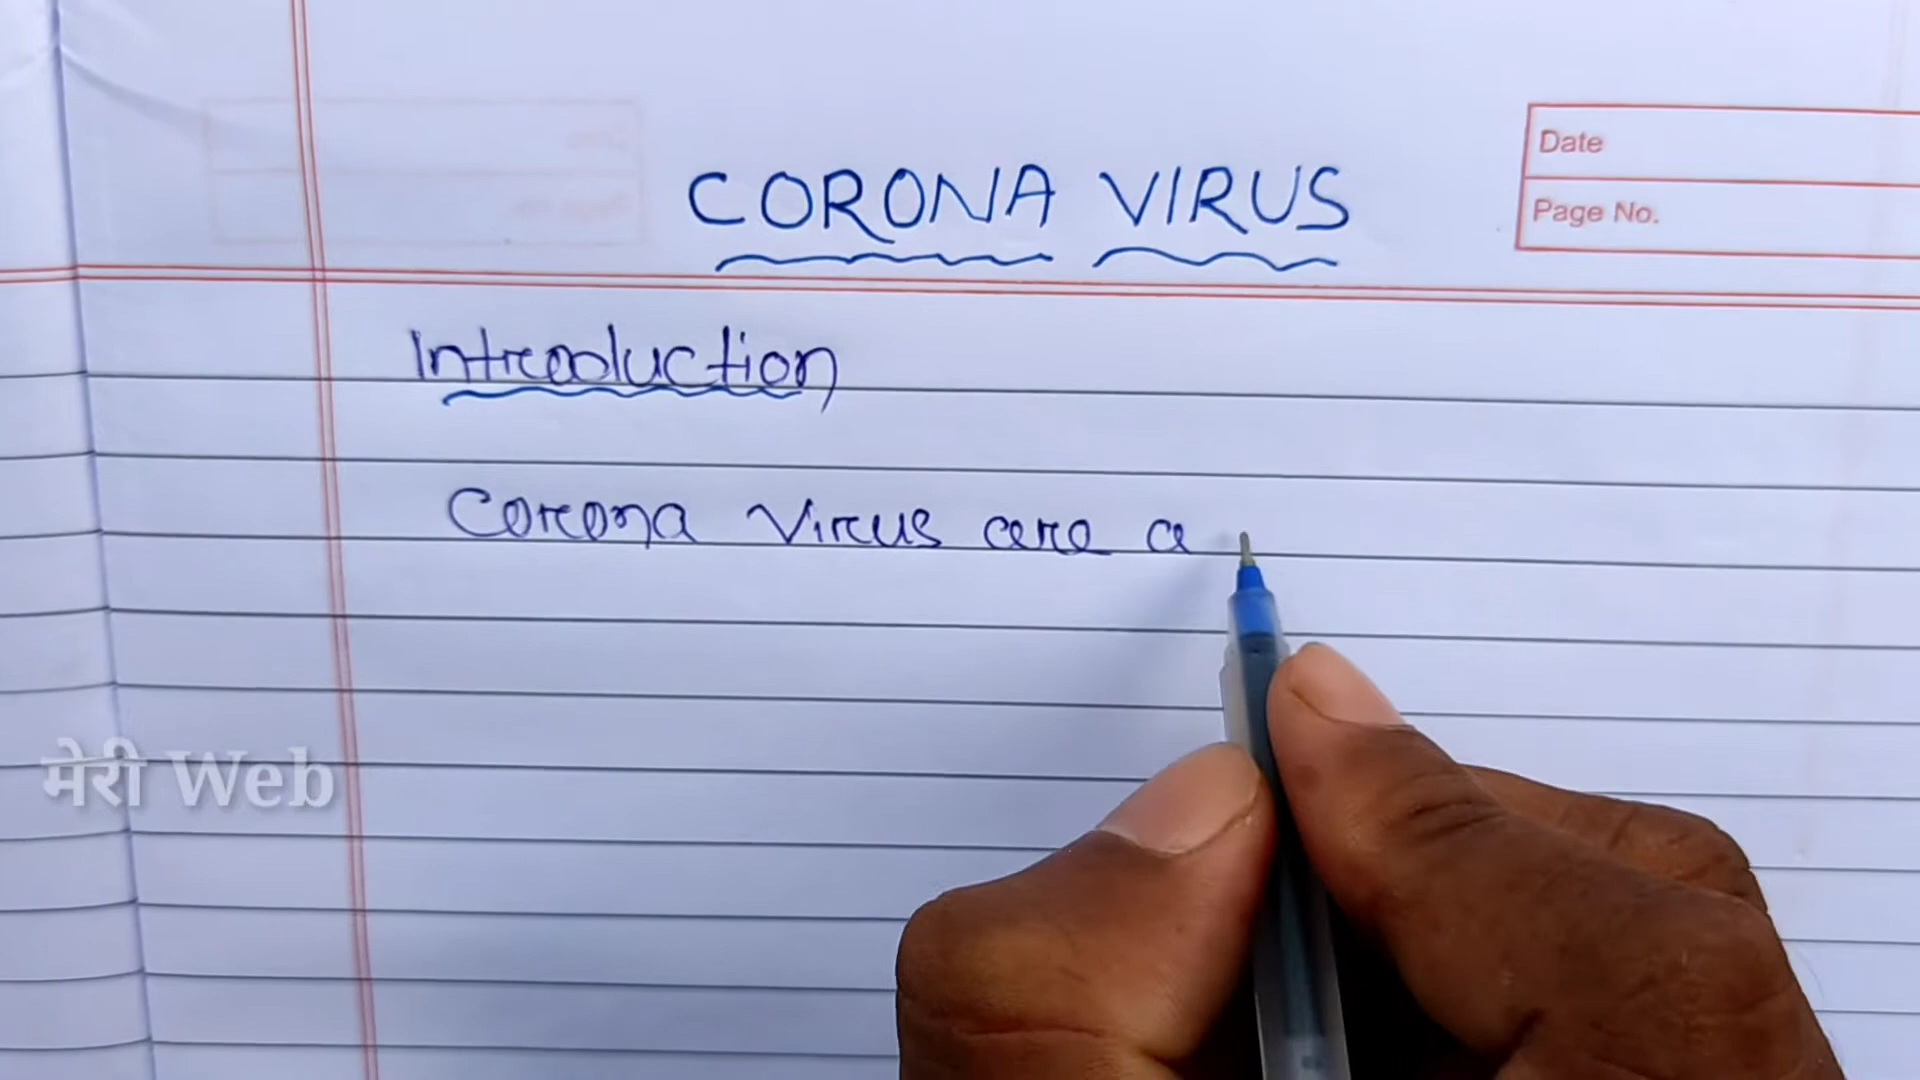 CORONA VIRUS
Date
Page No.
Introduction
Corona Virus are a
मेरी Web